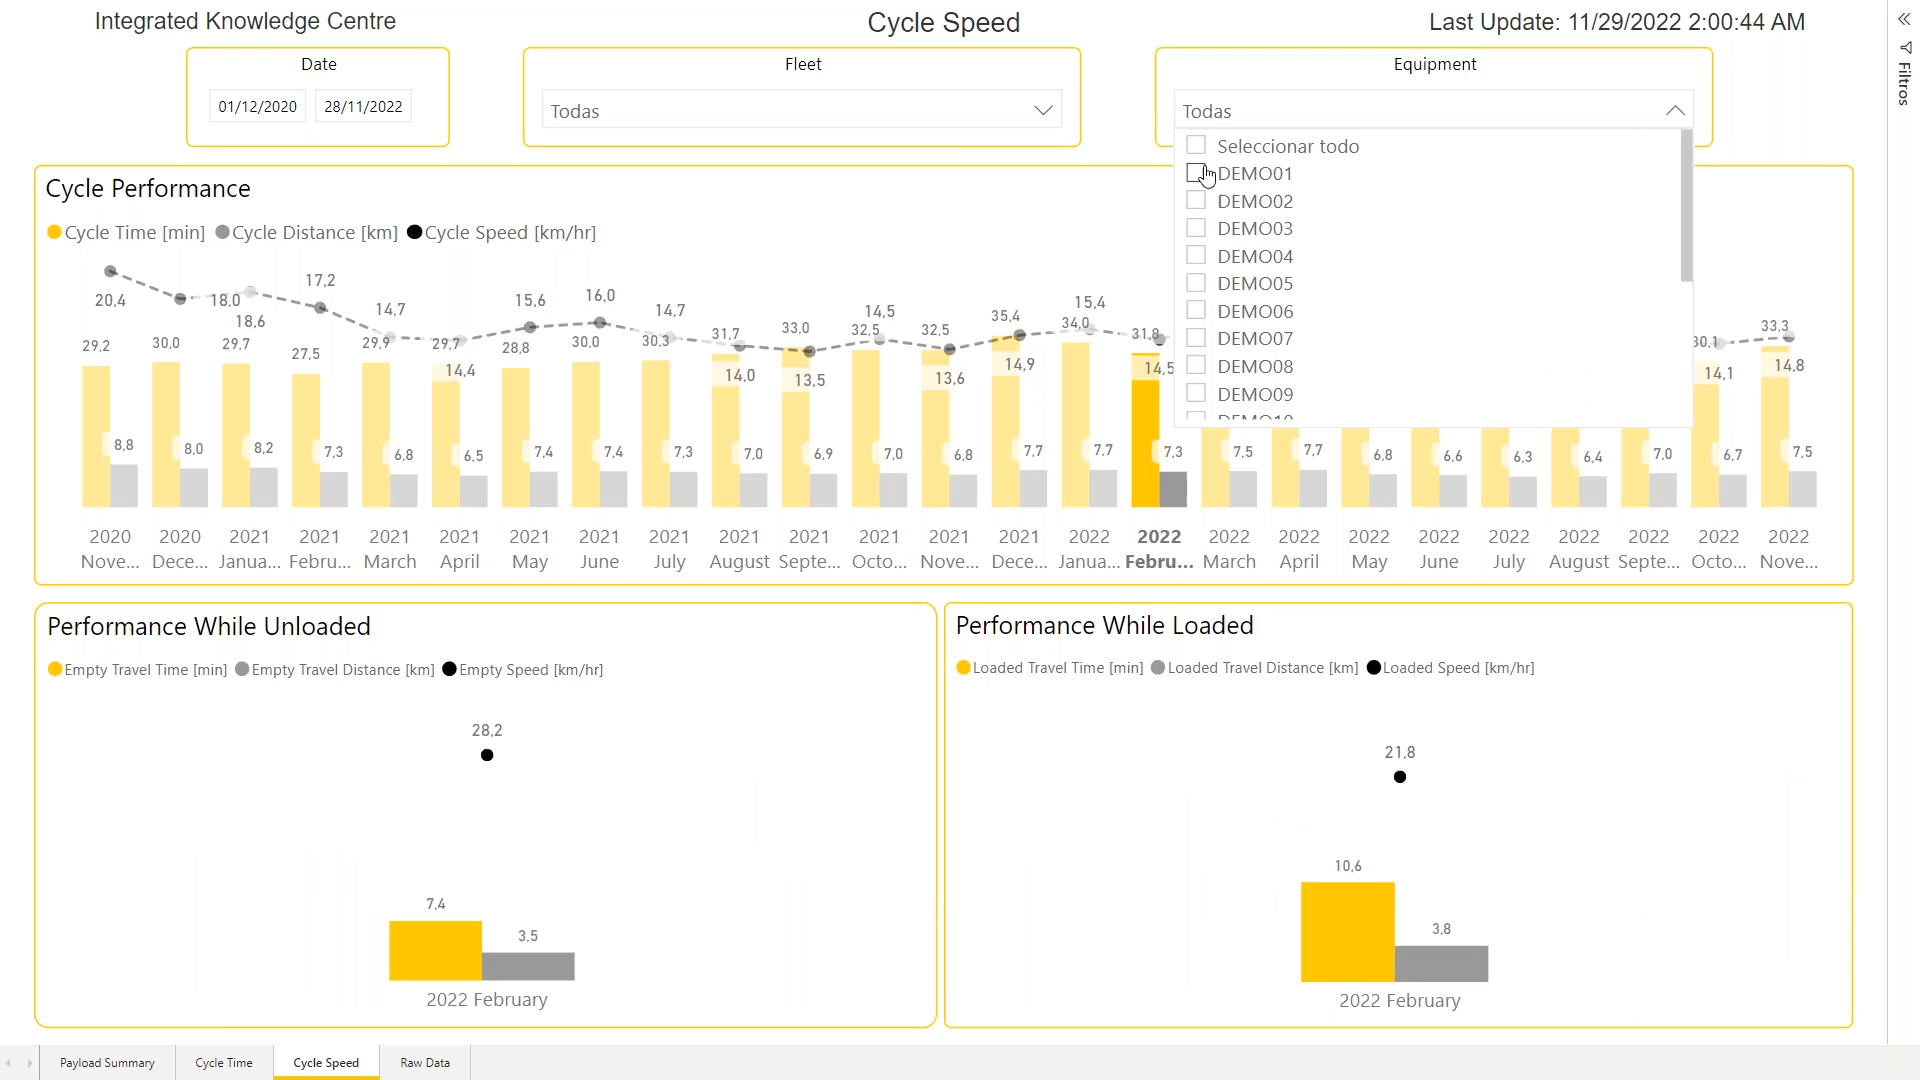 Integrated Knowledge Centre
Cycle Speed
Last Update: 11/29/2022 2:00:44 AM
Date
01/12/2020 28/11/2022
Fleet
Todas
Equipment
Todas
Seleccionar todo
DEMO01
DEMO02
DEMO03
DEMO04
DEMO05
DEMO06
DEMO07
DEMO08
DEMO09
DEMO10
Filtros
Cycle Performance
Cycle Time [min] Cycle Distance [km] Cycle Speed [km/hr]
20,4 18,0 18,6 17,2 14,7 14,4 15,6 16,0 14,7 14,0 13,5 14,5 13,6 14,9 15,4 14,5 14,1 14,8
29,2 30,0 29,7 27,5 29,9 29,7 28,8 30,0 30,3 31,7 33,0 32,5 32,5 35,4 34,0 31,8 30,1 33,3
8,8 8,0 8,2 7,3 6,8 6,5 7,4 7,4 7,3 7,0 6,9 7,0 6,8 7,7 7,7 7,3 7,5 7,7 6,8 6,6 6,3 6,4 7,0 6,7 7,5
2020 2020 2021 2021 2021 2021 2021 2021 2021 2021 2021 2021 2021 2021 2022 2022 2022 2022 2022 2022 2022 2022 2022 2022 2022
Nove... Dece... Janua... Febru... March April May June July August Septe... Octo... Nove... Dece... Janua... Febru... March April May June July August Septe... Octo... Nove...
Performance While Unloaded
Empty Travel Time [min] Empty Travel Distance [km] Empty Speed [km/hr]
28,2
7,4
3,5
2022 February
Performance While Loaded
Loaded Travel Time [min] Loaded Travel Distance [km] Loaded Speed [km/hr]
21,8
10,6
3,8
2022 February
Payload Summary Cycle Time Cycle Speed Raw Data